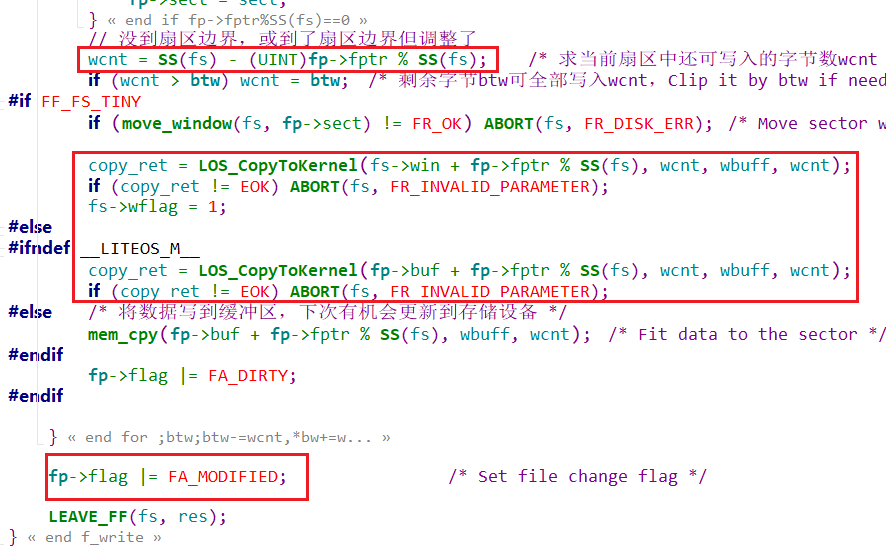 fp->sect = sect;
} « end if fp->fptr%SS(fs)==0 »
// 没到扇区边界，或到了扇区边界但调整了
wcnt = SS(fs) - (UINT)fp->fptr % SS(fs); /* 求当前扇区中还可写入的字节数wcnt
if (wcnt > btw) wcnt = btw; /* 剩余字节btw可全部写入wcnt，Clip it by btw if need
#if FF_FS_TINY
if (move_window(fs, fp->sect) != FR_OK) ABORT(fs, FR_DISK_ERR); /* Move sector w
copy_ret = LOS_CopyToKernel(fs->win + fp->fptr % SS(fs), wcnt, wbuff, wcnt);
if (copy_ret != EOK) ABORT(fs, FR_INVALID_PARAMETER);
fs->wflag = 1;
#else
#ifndef __LITEOS_M__
copy_ret = LOS_CopyToKernel(fp->buf + fp->fptr % SS(fs), wcnt, wbuff, wcnt);
if (copy_ret != EOK) ABORT(fs, FR_INVALID_PARAMETER);
#else /* 将数据写到缓冲区，下次有机会更新到存储设备 */
mem_cpy(fp->buf + fp->fptr % SS(fs), wbuff, wcnt); /* Fit data to the sector */
#endif
fp->flag |= FA_DIRTY;
#endif
} « end for ;btw;btw-=wcnt,*bw+=w... »
fp->flag |= FA_MODIFIED; /* Set file change flag */
LEAVE_FF(fs, res);
} « end f_write »